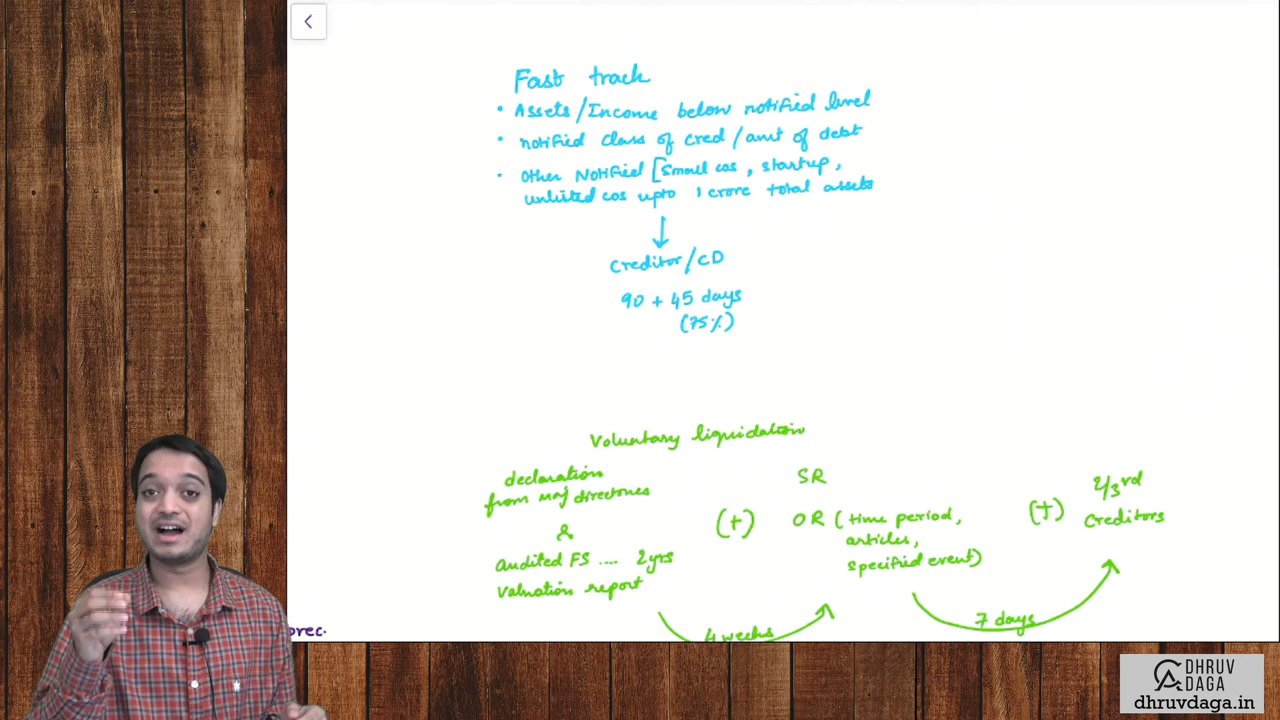 Fast track
• Assets/Income below notified level
• notified class of cred/amt of debt
• Other Notified [Small cos, startup,
unlisted cos upto 1 crore total assets
Creditor/CD
90 + 45 days
(75%)
Voluntary liquidation
declaration
from maj directores
&
audited FS .... 2yrs
valuation report
(+)
SR
OR (time period,
articles,
specified event)
(+)
2/3rd
Creditors
4 weeks
7 days
prec.
DHRUV
DAGA
dhruvdaga.in